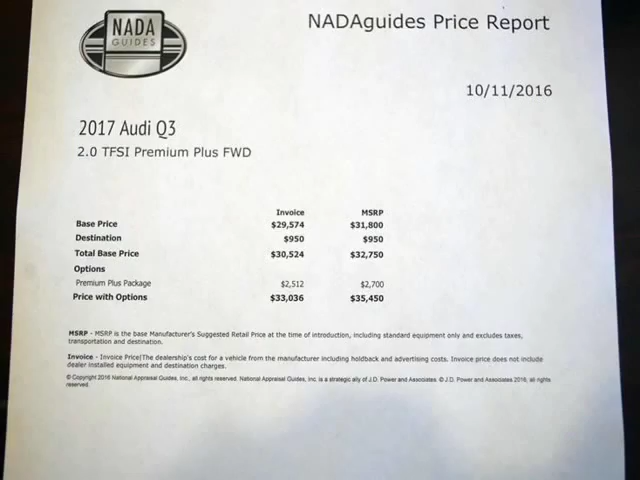 NADA
GUIDES
NADAguides Price Report
10/11/2016
2017 Audi Q3
2.0 TFSI Premium Plus FWD
Invoice MSRP
Base Price $29,574 $31,800
Destination $950 $950
Total Base Price $30,524 $32,750
Options
Premium Plus Package $2,512 $2,700
Price with Options $33,036 $35,450
MSRP - MSRP is the base Manufacturer's Suggested Retail Price at the time of introduction, including standard equipment only and excludes taxes,
transportation and destination.
Invoice - Invoice Price|The dealership's cost for a vehicle from the manufacturer including holdback and advertising costs. Invoice price does not include
dealer installed equipment and destination charges.
© Copyright 2016 National Appraisal Guides, Inc., all rights reserved. National Appraisal Guides, Inc. is a strategic ally of J.D. Power and Associates. © J.D. Power and Associates 2016, all rights
reserved.